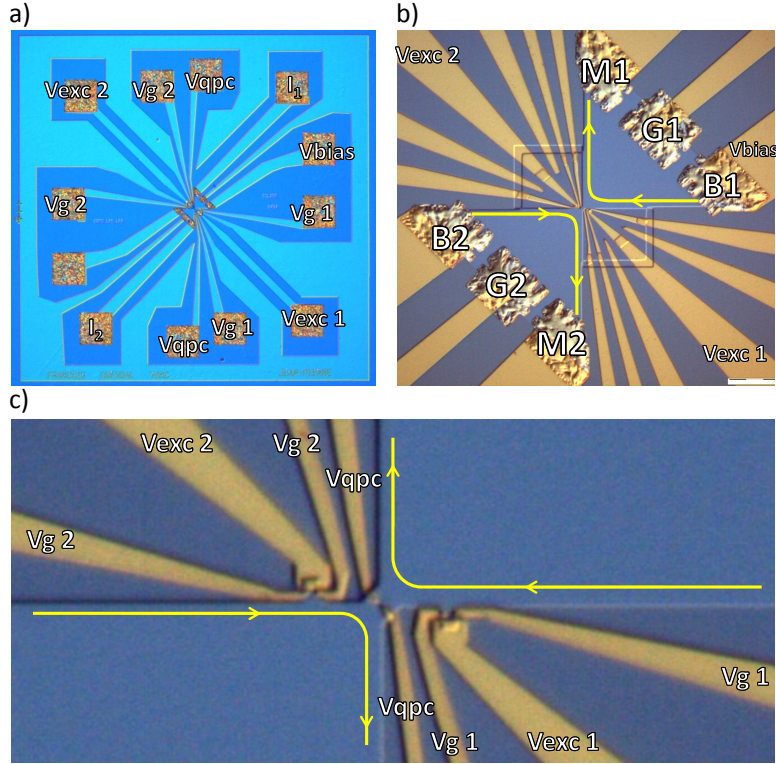 a)
Vexc 2
Vg 2
Vqpc
I1
Vbias
Vg 2
Vg 1
I2
Vqpc
Vg 1
Vexc 1
b)
Vexc 2
M1
G1
Vbias
B1
B2
G2
M2
Vexc 1
c)
Vexc 2
Vg 2
Vqpc
Vg 2
Vg 1
Vqpc
Vg 1
Vexc 1